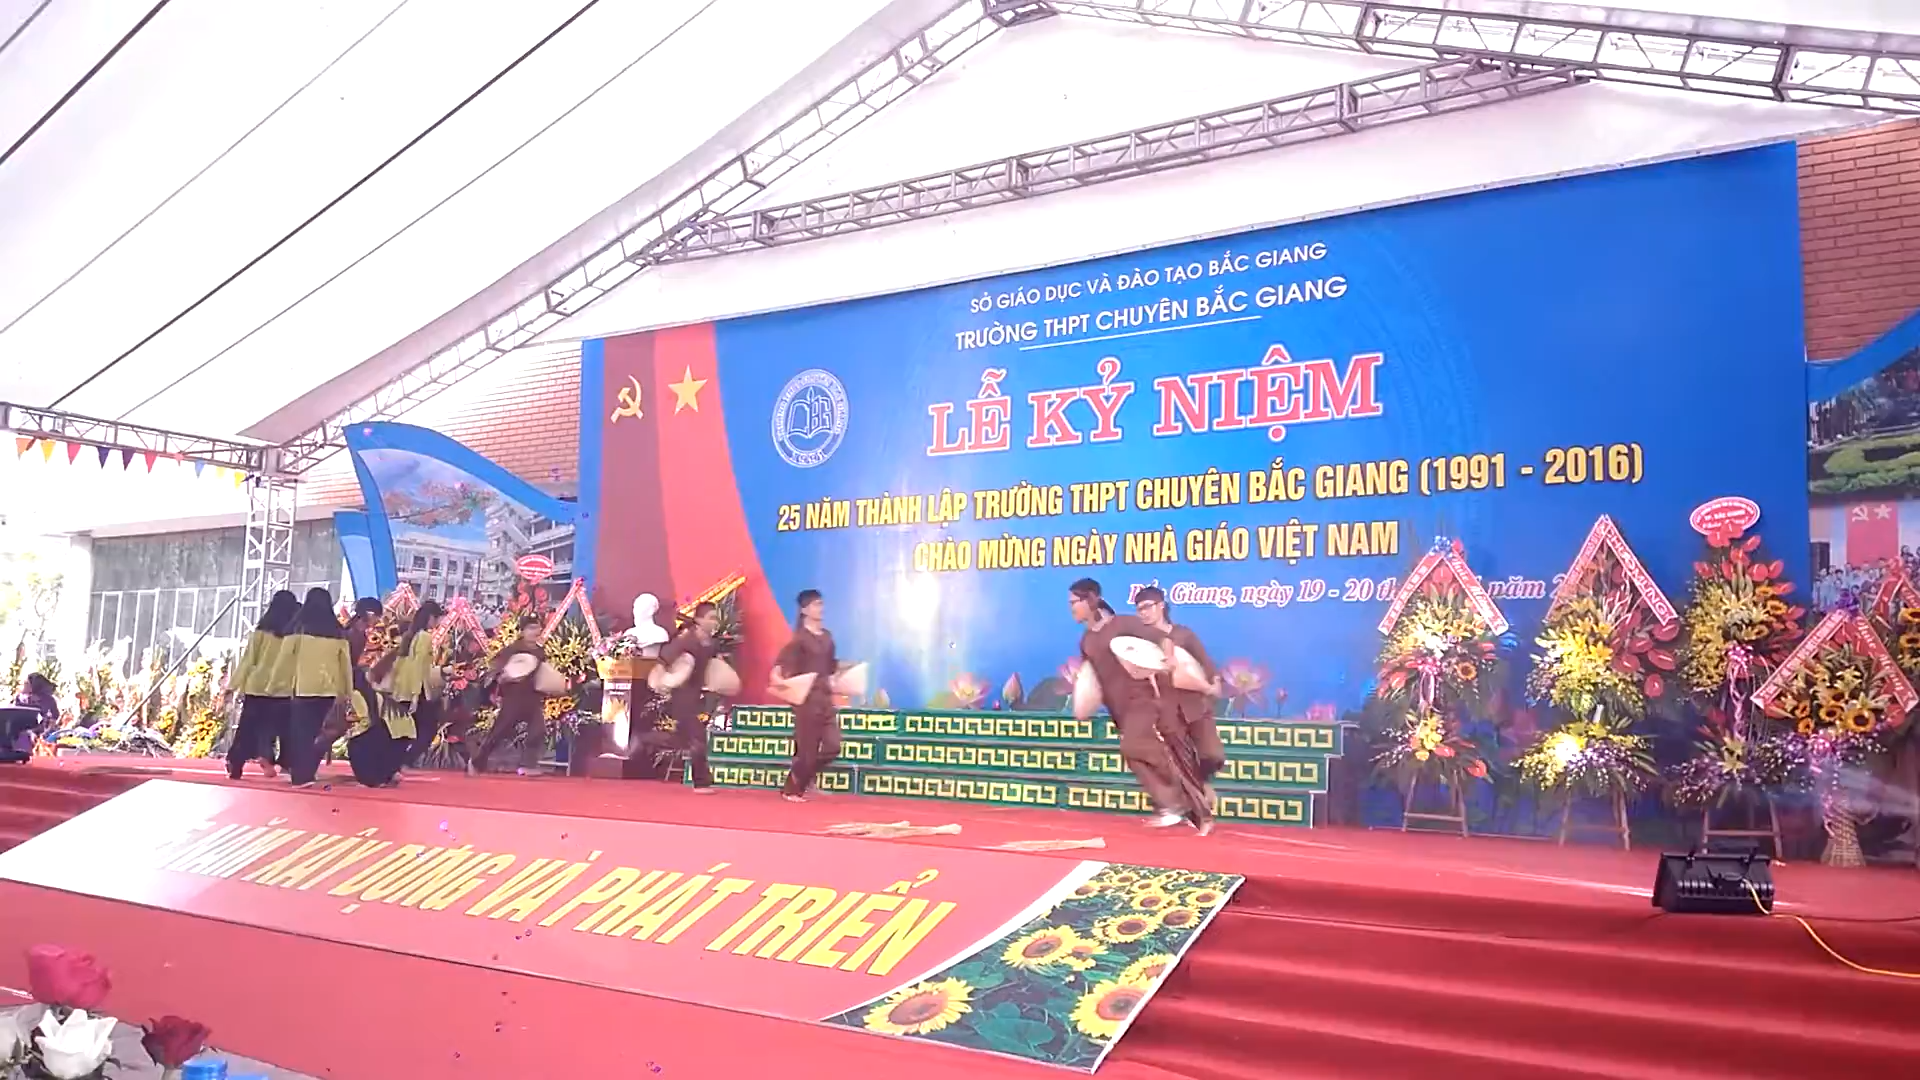 SỞ GIÁO DỤC VÀ ĐÀO TẠO BẮC GIANG
TRƯỜNG THPT CHUYÊN BẮC GIANG
LỄ KỶ NIỆM
25 NĂM THÀNH LẬP TRƯỜNG THPT CHUYÊN BẮC GIANG (1991 - 2016)
CHÀO MỪNG NGÀY NHÀ GIÁO VIỆT NAM
Giang, ngày 19 - 20 năm
CBG
NĂM XÂY DỰNG VÀ PHÁT TRIỂN